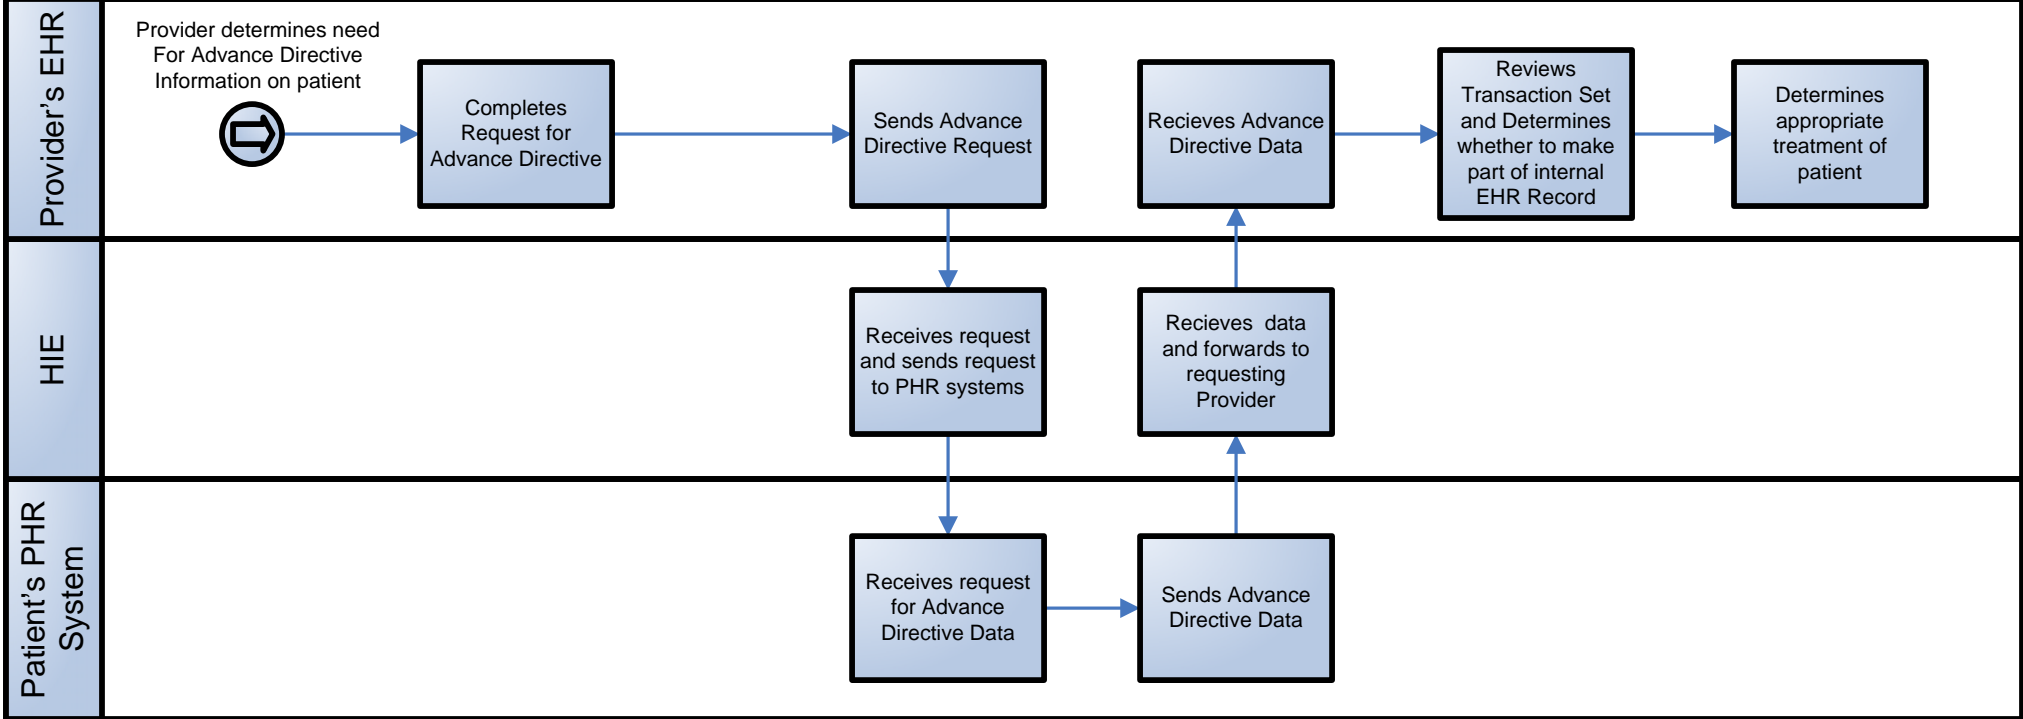 Provider's EHR
Provider determines need
For Advance Directive
Information on patient
Completes
Request for
Advance Directive
Sends Advance
Directive Request
Recieves Advance
Directive Data
Reviews
Transaction Set
and Determines
whether to make
part of internal
EHR Record
Determines
appropriate
treatment of
patient
HIE
Receives request
and sends request
to PHR systems
Recieves  data
and forwards to
requesting
Provider
Patient's PHR
System
Receives request
for Advance
Directive Data
Sends Advance
Directive Data